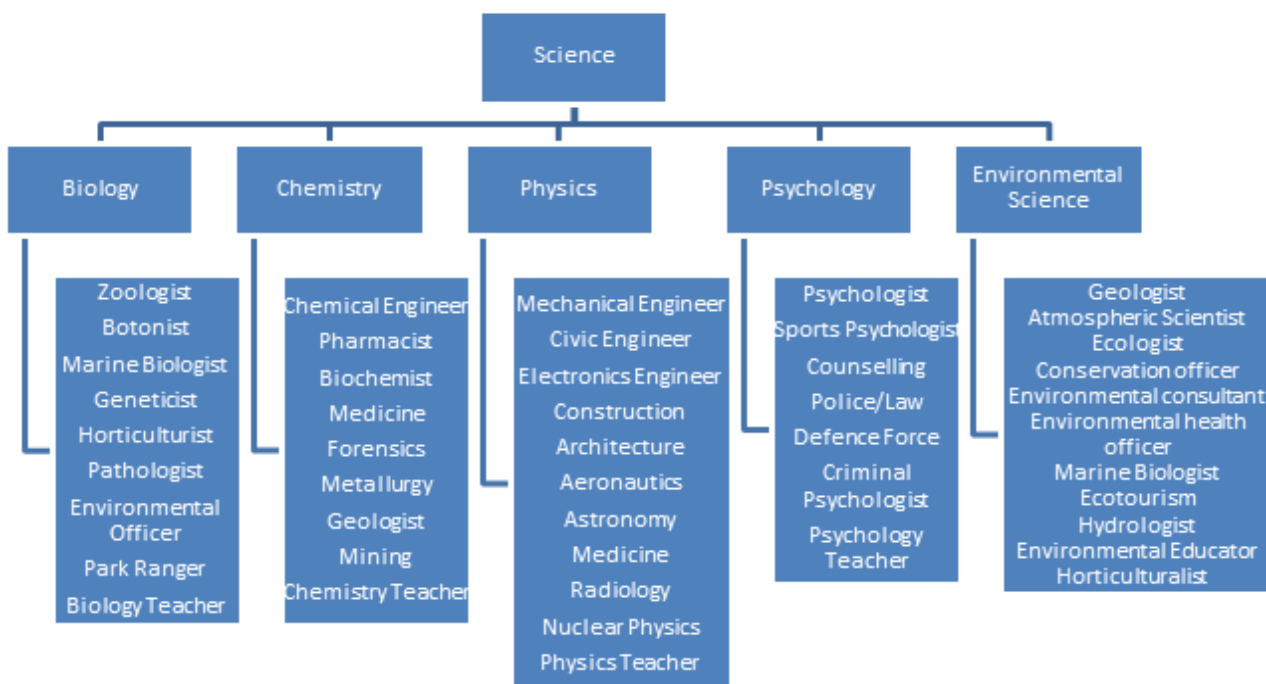 Science
Biology
Chemistry
Physics
Psychology
Environmental
Science
Zoologist
Botonist
Marine Biologist
Geneticist
Horticulturist
Pathologist
Environmental
Officer
Park Ranger
Biology Teacher
Chemical Engineer
Pharmacist
Biochemist
Medicine
Forensics
Metallurgy
Geologist
Mining
Chemistry Teacher
Mechanical Engineer
Civic Engineer
Electronics Engineer
Construction
Architecture
Aeronautics
Astronomy
Medicine
Radiology
Nuclear Physics
Physics Teacher
Psychologist
Sports Psychologist
Counselling
Police/Law
Defence Force
Criminal
Psychologist
Psychology
Teacher
Geologist
Atmospheric Scientist
Ecologist
Conservation officer
Environmental consultant
Environmental health
officer
Marine Biologist
Ecotourism
Hydrologist
Environmental Educator
Horticulturalist